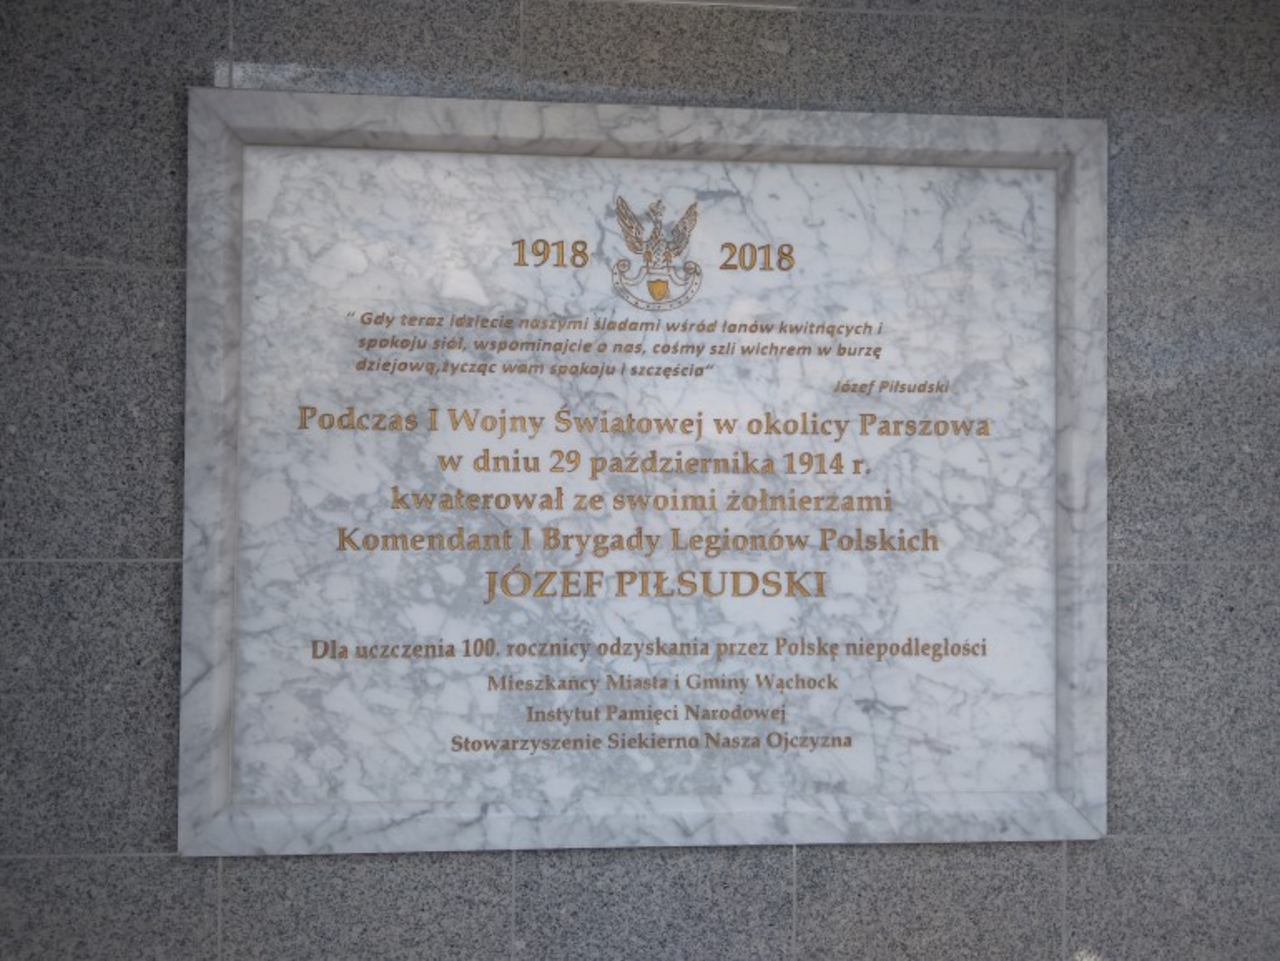 1918 2018
“ Gdy teraz idziecie naszymi śladami wśród łanów kwitnących i
spokoju siół, wspominajcie o nas, cośmy szli wichrem w burzę
dziejową,życząc wam spokoju i szczęścia“
Józef Piłsudski
Podczas I Wojny Światowej w okolicy Parszowa
w dniu 29 października 1914 r.
kwaterował ze swoimi żołnierzami
Komendant I Brygady Legionów Polskich
JÓZEF PIŁSUDSKI
Dla uczczenia 100. rocznicy odzyskania przez Polskę niepodległości
Mieszkańcy Miasta i Gminy Wąchock
Instytut Pamięci Narodowej
Stowarzyszenie Siekierno Nasza Ojczyzna